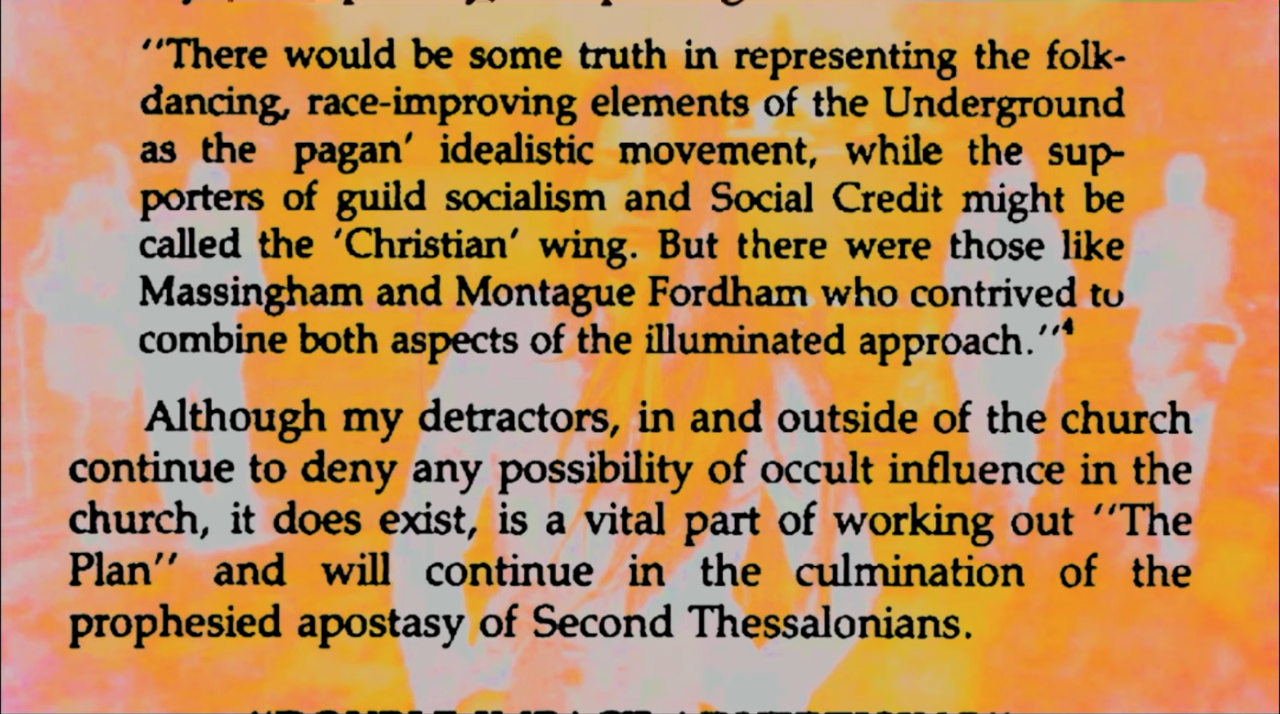 "There would be some truth in representing the folk-
dancing, race-improving elements of the Underground
as the pagan' idealistic movement, while the sup-
porters of guild socialism and Social Credit might be
called the 'Christian' wing. But there were those like
Massingham and Montague Fordham who contrived to
combine both aspects of the illuminated approach."⁴
Although my detractors, in and outside of the church
continue to deny any possibility of occult influence in the
church, it does exist, is a vital part of working out "The
Plan" and will continue in the culmination of the
prophesied apostasy of Second Thessalonians.